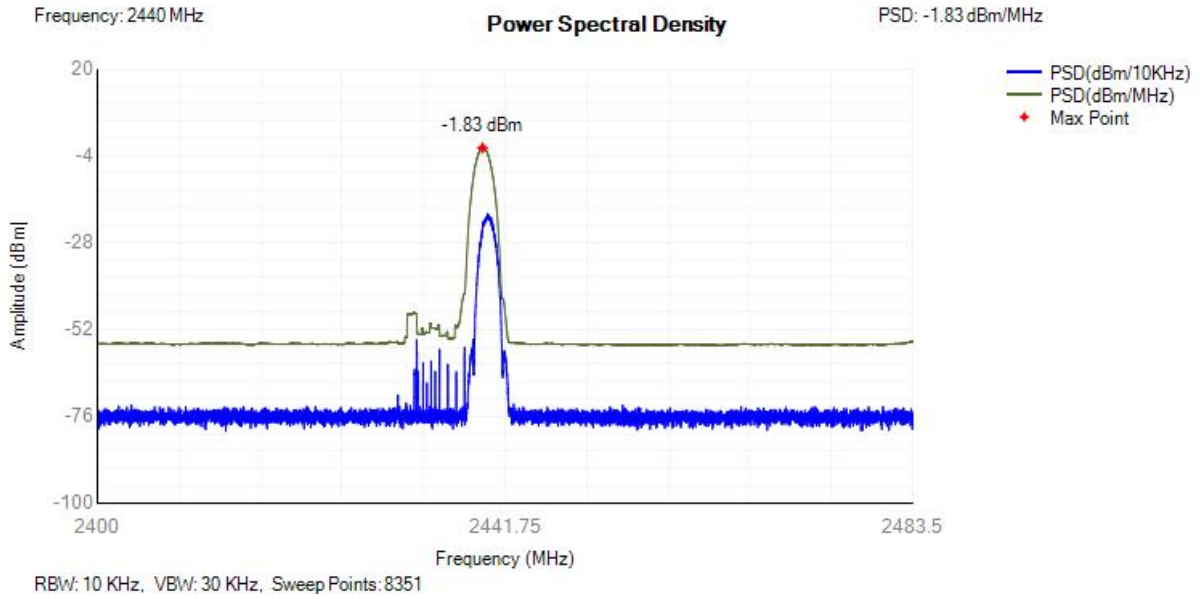 Frequency: 2440 MHz
Power Spectral Density
PSD: -1.83 dBm/MHz
PSD(dBm/10KHz)
PSD(dBm/MHz)
Max Point
-1.83 dBm
20
-4
-28
-52
-76
-100
Amplitude (dBm|
2400
2441.75
2483.5
Frequency (MHz)
RBW: 10 KHz, VBW: 30 KHz, Sweep Points: 8351